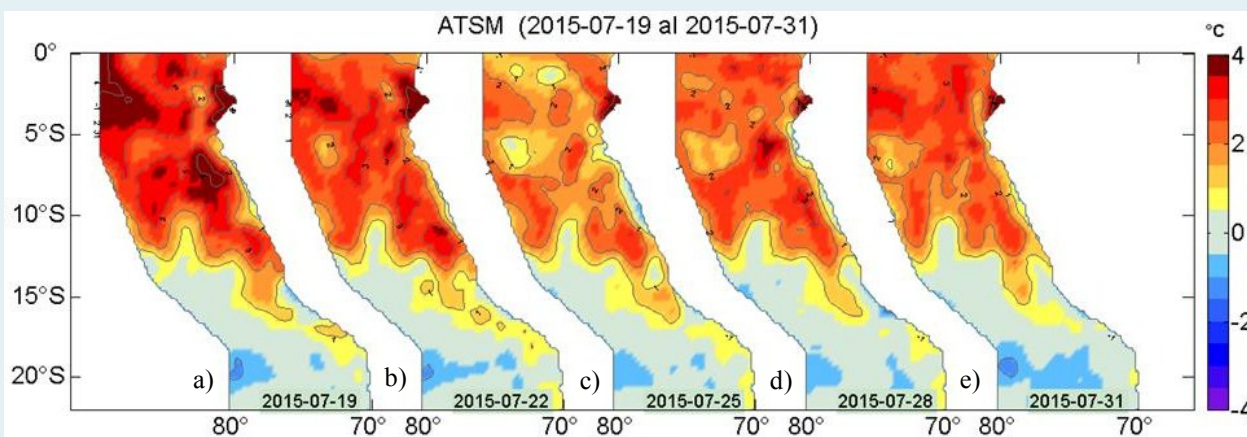 ATSM (2015-07-19 al 2015-07-31)
°c
0°
5°S
10°S
15°S
20°S
a) b) c) d) e)
2015-07-19 2015-07-22 2015-07-25 2015-07-28 2015-07-31
80° 70° 80° 70° 80° 70° 80° 70° 80° 70°
4
2
0
-2
-4